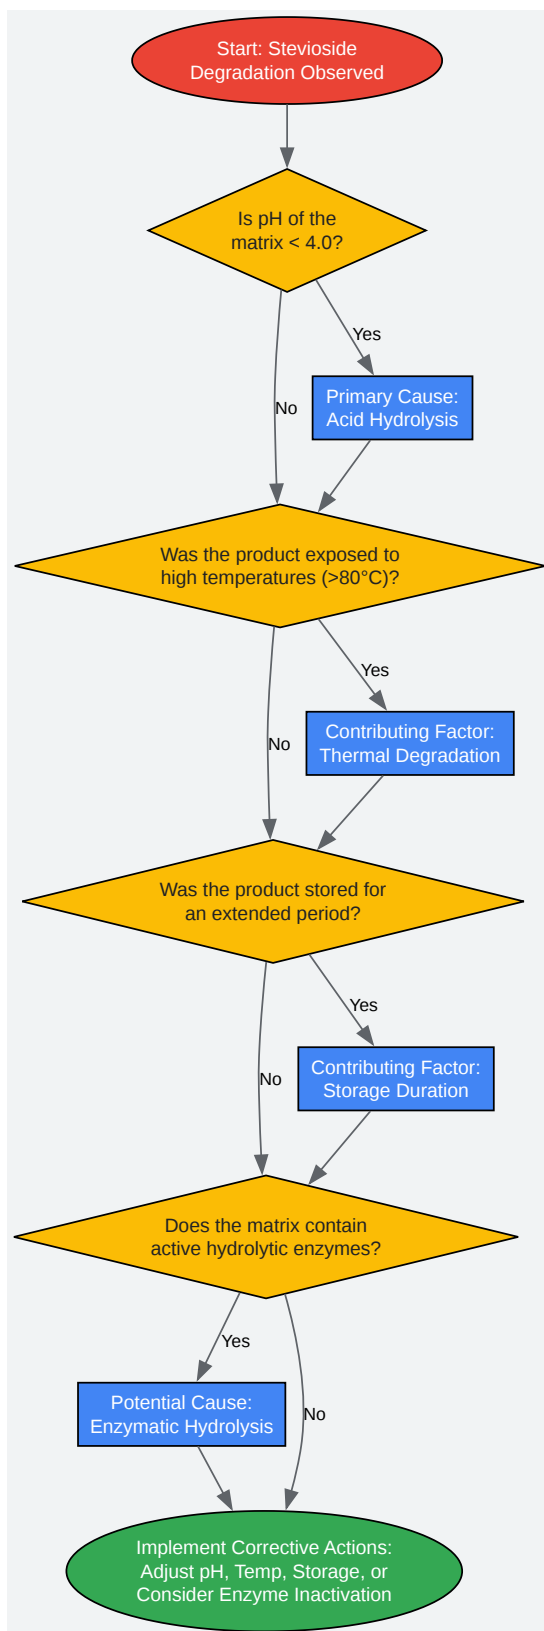 Start: Stevioside
Degradation Observed
Is pH of the
matrix < 4.0?
Yes
No
Primary Cause:
Acid Hydrolysis
Was the product exposed to
high temperatures (>80°C)?
Yes
No
Contributing Factor:
Thermal Degradation
Was the product stored for
an extended period?
Yes
No
Contributing Factor:
Storage Duration
Does the matrix contain
active hydrolytic enzymes?
Yes
No
Potential Cause:
Enzymatic Hydrolysis
Implement Corrective Actions:
Adjust pH, Temp, Storage, or
Consider Enzyme Inactivation